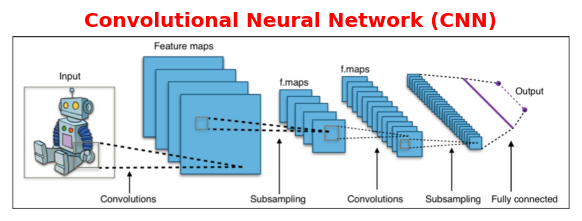 Convolutional Neural Network (CNN)
Feature maps
Input
f.maps
f.maps
Output
Convolutions
Subsampling
Convolutions
Subsampling
Fully connected